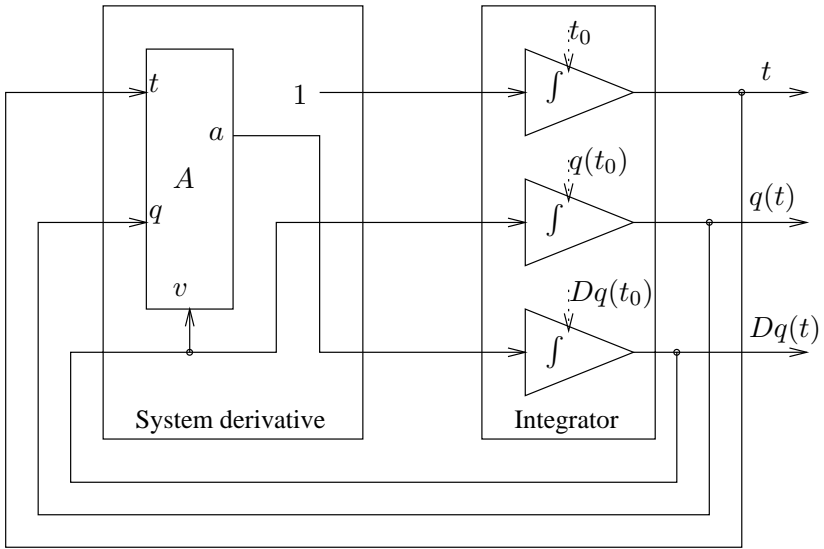 t₀
t
t
1
∫
a
q(t₀)
A
q(t)
q
∫
v
Dq(t₀)
Dq(t)
∫
System derivative
Integrator